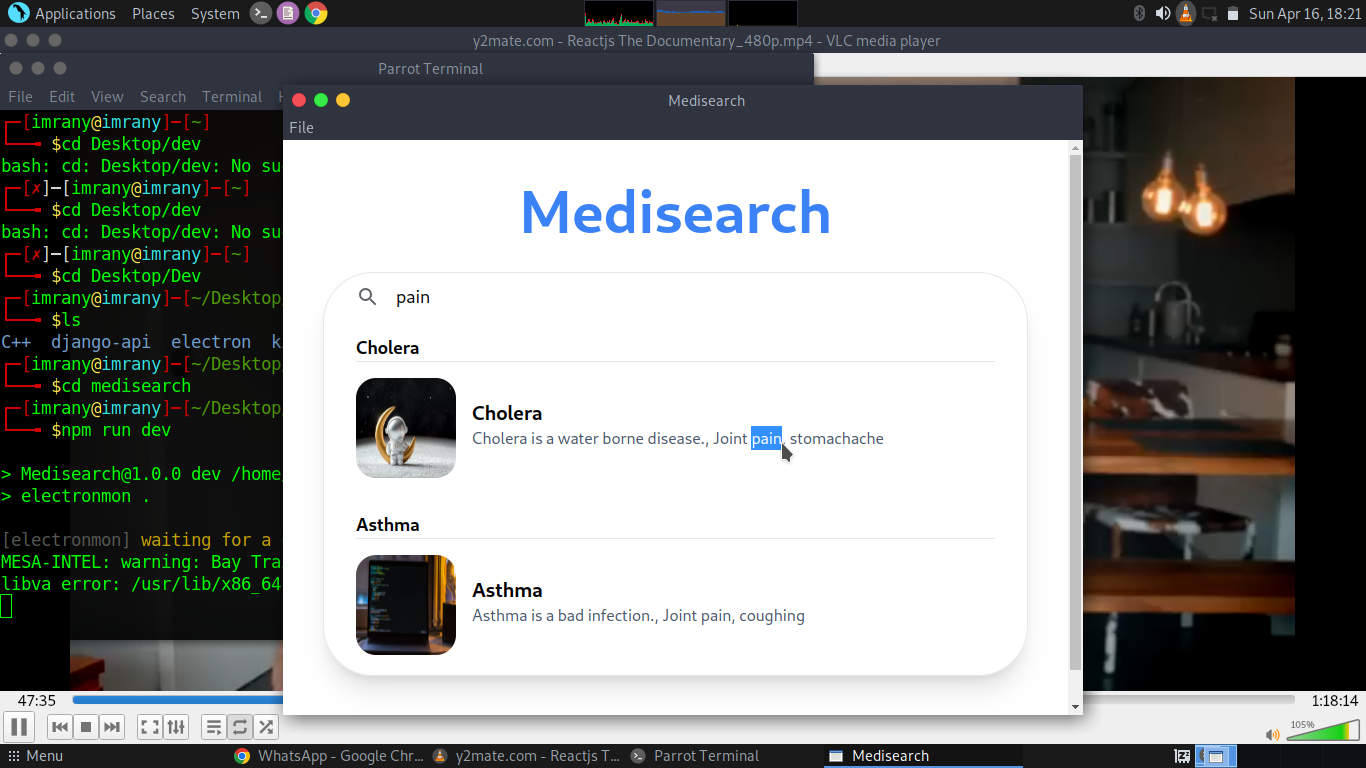 Applications Places System Sun Apr 16, 18:21
y2mate.com - Reactjs The Documentary_480p.mp4 - VLC media player
Parrot Terminal
File Edit View Search Terminal
┌─[imrany@imrany]─[~]
└──╼ $cd Desktop/dev
bash: cd: Desktop/dev: No su
┌─[✗]─[imrany@imrany]─[~]
└──╼ $cd Desktop/dev
bash: cd: Desktop/dev: No su
┌─[✗]─[imrany@imrany]─[~]
└──╼ $cd Desktop/Dev
┌─[imrany@imrany]─[~/Desktop
└──╼ $ls
C++ django-api electron k
┌─[imrany@imrany]─[~/Desktop
└──╼ $cd medisearch
┌─[imrany@imrany]─[~/Desktop
└──╼ $npm run dev
> Medisearch@1.0.0 dev /home
> electronmon .
[electronmon] waiting for a
MESA-INTEL: warning: Bay Tra
libva error: /usr/lib/x86_64
Medisearch
File
Medisearch
pain
Cholera
Cholera
Cholera is a water borne disease., Joint pain, stomachache
Asthma
Asthma
Asthma is a bad infection., Joint pain, coughing
47:35 1:18:14
105%
Menu WhatsApp - Google Chr... y2mate.com - Reactjs T... Parrot Terminal Medisearch